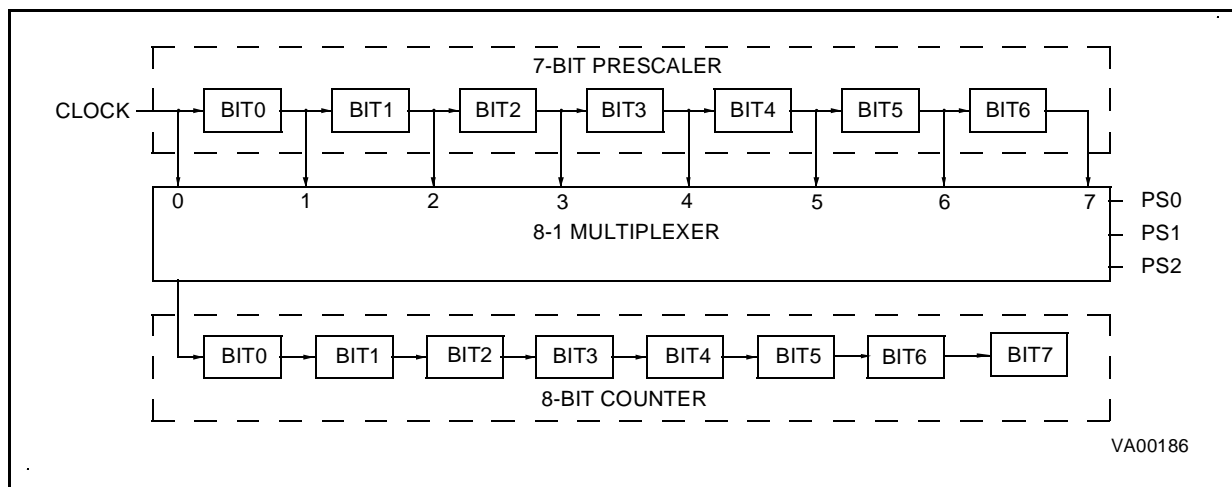 7-BIT PRESCALER
CLOCK BIT0 BIT1 BIT2 BIT3 BIT4 BIT5 BIT6
0 1 2 3 4 5 6 7 PS0
8-1 MULTIPLEXER PS1
PS2
BIT0 BIT1 BIT2 BIT3 BIT4 BIT5 BIT6 BIT7
8-BIT COUNTER
VA00186